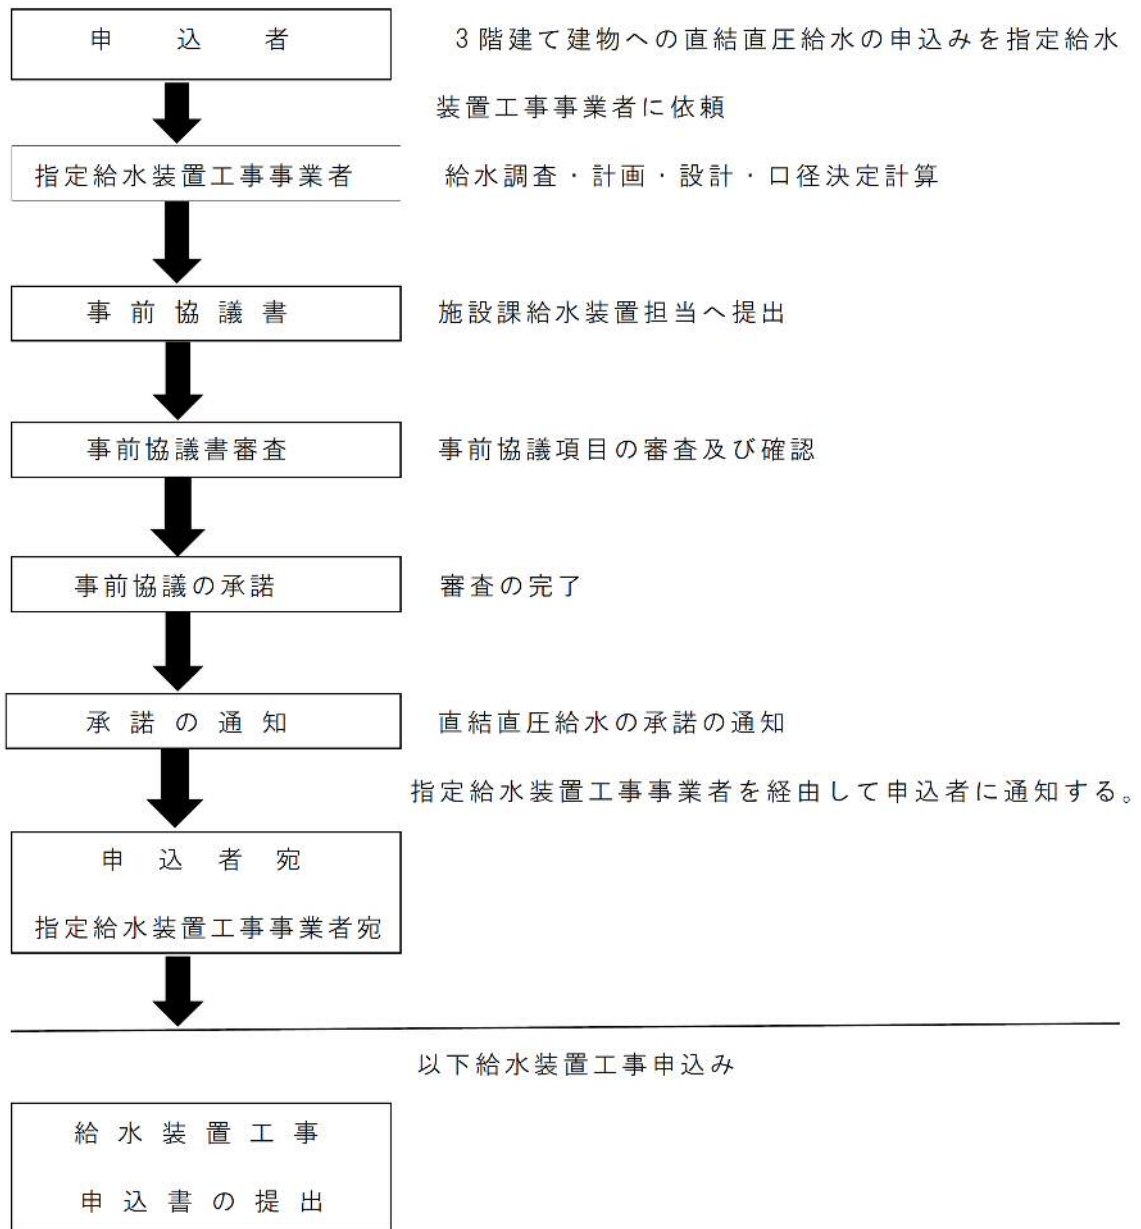 申込者
3階建て建物への直結直圧給水の申込みを指定給水
装置工事事業者に依頼
指定給水装置工事事業者
給水調査・計画・設計・口径決定計算
事前協議書
施設課給水装置担当へ提出
事前協議書審査
事前協議項目の審査及び確認
事前協議の承諾
審査の完了
承諾の通知
直結直圧給水の承諾の通知
指定給水装置工事事業者を経由して申込者に通知する。
申込者宛
指定給水装置工事事業者宛
以下給水装置工事申込み
給水装置工事
申込書の提出